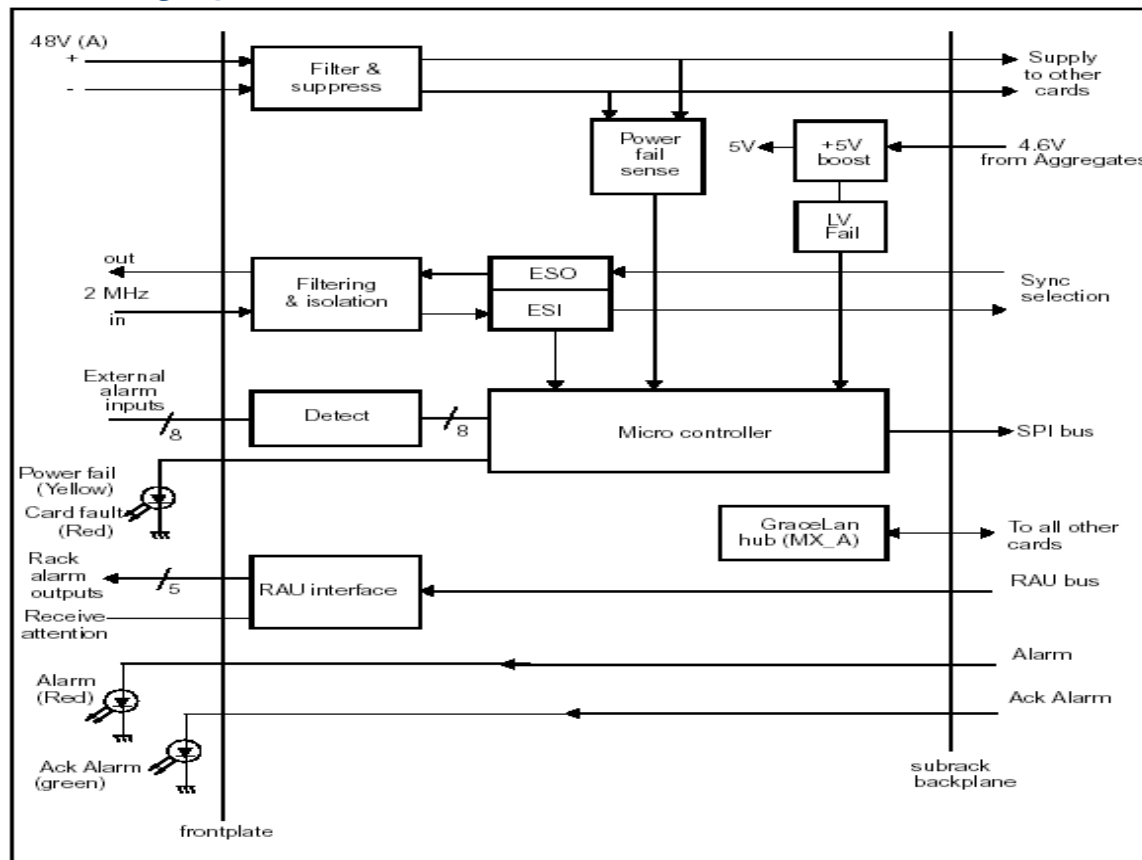 48V (A)
+
-
Filter &
suppress
Supply
to other
cards
Power
fail
sense
5V
+5V
boost
4.6V
from Aggregates
LV
Fail
out
2 MHz
in
Filtering
& isolation
ESO
ESI
Sync
selection
External
alarm
inputs
8
Detect
8
Micro controller
SPI bus
Power fail
(Yellow)
Card fault
(Red)
GraceLan
hub (MX_A)
To all other
cards
Rack
alarm
outputs
5
RAU interface
RAU bus
Receive
attention
Alarm
(Red)
Alarm
Ack Alarm
Ack Alarm
(green)
frontplate
subrack
backplane